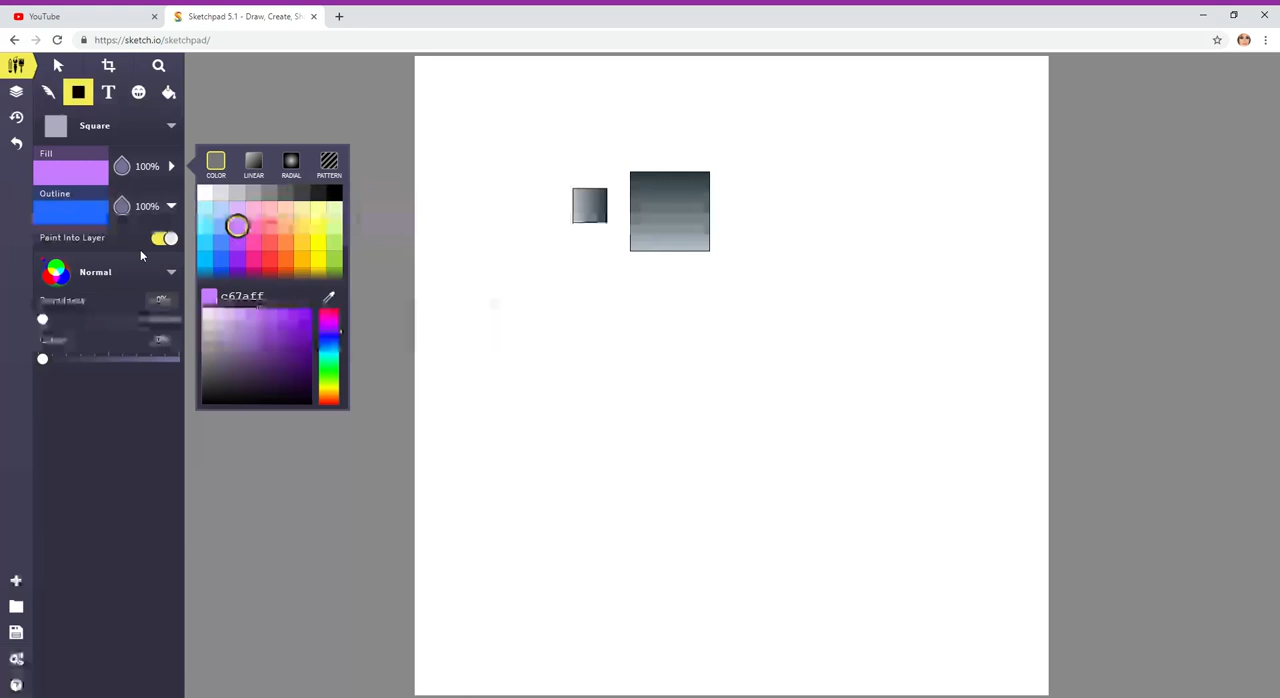 YouTube
Sketchpad 5.1 - Draw, Create, Sh
https://sketch.io/sketchpad/
T
Square
Fill
100%
COLOR LINEAR RADIAL PATTERN
Outline
100%
Paint Into Layer
Normal
c67aff